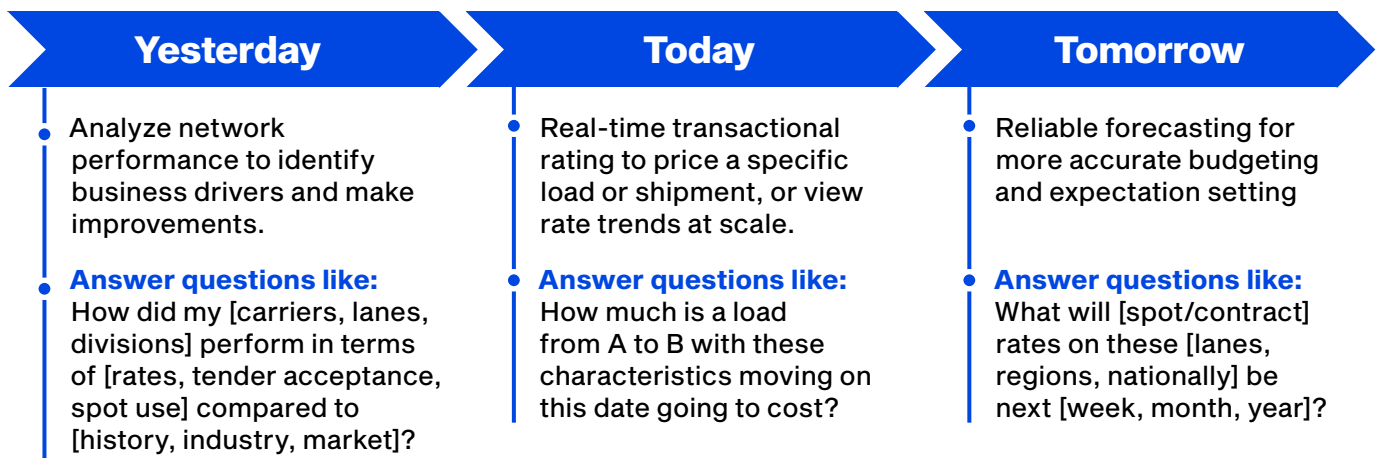 Yesterday
Analyze network
performance to identify
business drivers and make
improvements.
Answer questions like:
How did my [carriers, lanes,
divisions] perform in terms
of [rates, tender acceptance,
spot use] compared to
[history, industry, market]?
Today
Real-time transactional
rating to price a specific
load or shipment, or view
rate trends at scale.
Answer questions like:
How much is a load
from A to B with these
characteristics moving on
this date going to cost?
Tomorrow
Reliable forecasting for
more accurate budgeting
and expectation setting
Answer questions like:
What will [spot/contract]
rates on these [lanes,
regions, nationally] be
next [week, month, year]?